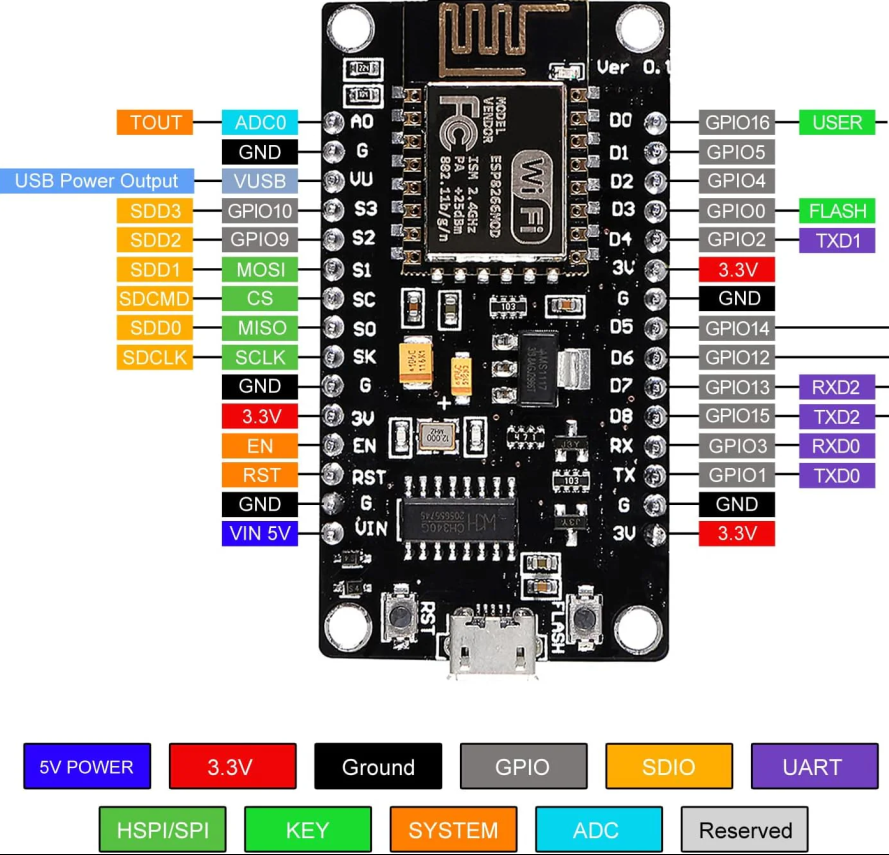 Ver 0.1
MODEL
VENDOR
ESP8266MOD
ISM 2.4GHz
PA +25dBm
802.11b/g/n
FC
WiFi
TOUT ADC0 A0 D0 GPIO16 USER
GND G D1 GPIO5
USB Power Output VUSB VU D2 GPIO4
SDD3 GPIO10 S3 D3 GPIO0 FLASH
SDD2 GPIO9 S2 D4 GPIO2 TXD1
SDD1 MOSI S1 3V 3.3V
SDCMD CS SC G GND
SDD0 MISO S0 D5 GPIO14
SDCLK SCLK SK D6 GPIO12
GND G D7 GPIO13 RXD2
3.3V 3V D8 GPIO15 TXD2
EN EN RX GPIO3 RXD0
RST RST TX GPIO1 TXD0
GND G G GND
VIN 5V VIN 3V 3.3V
103
AMS1117
12.000
MHZ
471
J3Y
103
CH340G
J3Y
RST
FLASH
5V POWER 3.3V Ground GPIO SDIO UART
HSPI/SPI KEY SYSTEM ADC Reserved